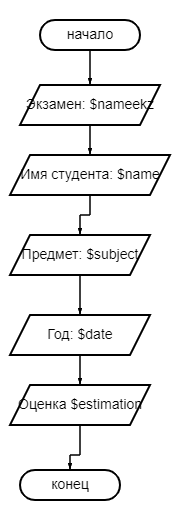 начало
Экзамен: $nameekz
Имя студента: $name
Предмет: $subject
Год: $date
Оценка $estimation
конец